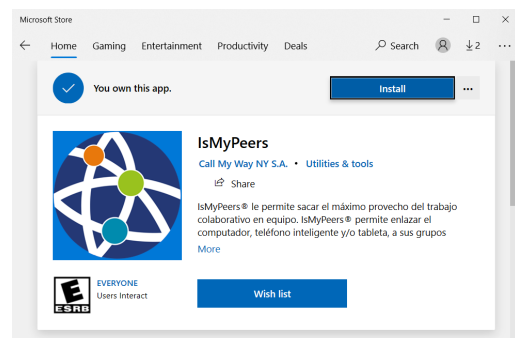 Microsoft Store
Home Gaming Entertainment Productivity Deals Search 2
You own this app. Install
IsMyPeers
Call My Way NY S.A. • Utilities & tools
Share
IsMyPeers® le permite sacar el máximo provecho del trabajo
colaborativo en equipo. IsMyPeers® permite enlazar el
computador, teléfono inteligente y/o tableta, a sus grupos
More
E
ESRB
EVERYONE
Users Interact
Wish list